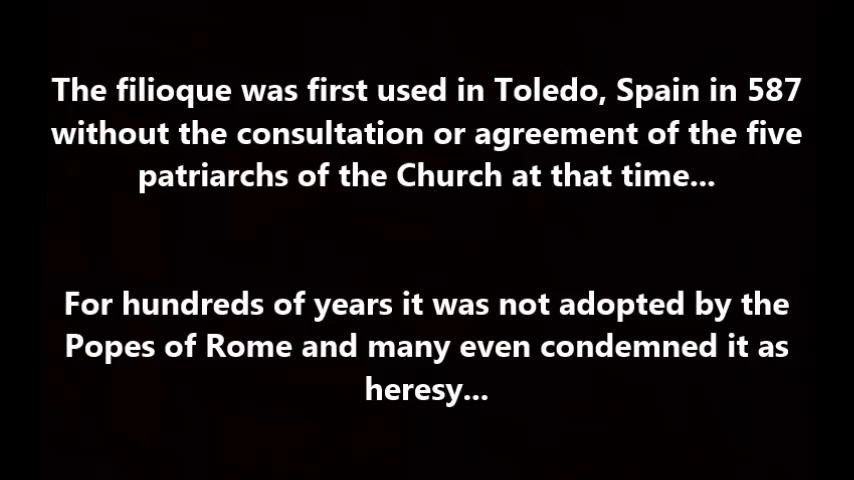 The filioque was first used in Toledo, Spain in 587
without the consultation or agreement of the five
patriarchs of the Church at that time...
For hundreds of years it was not adopted by the
Popes of Rome and many even condemned it as
heresy...